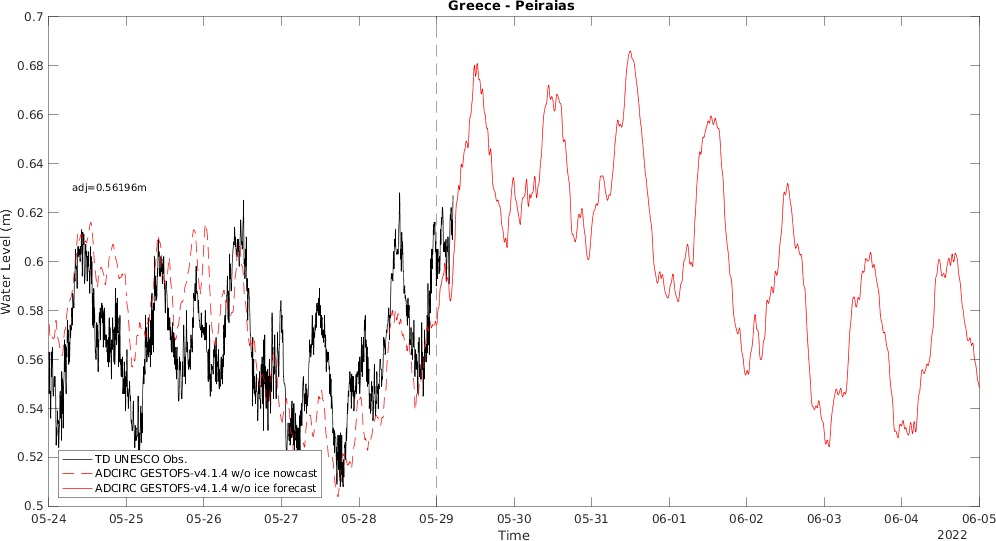 Greece - Peiraias
0.7
0.68
0.66
0.64
0.62
0.6
0.58
0.56
0.54
0.52
0.5
Water Level (m)
adj=0.56196m
TD UNESCO Obs.
ADCIRC GESTOFS-v4.1.4 w/o ice nowcast
ADCIRC GESTOFS-v4.1.4 w/o ice forecast
05-24 05-25 05-26 05-27 05-28 05-29 05-30 05-31 06-01 06-02 06-03 06-04 06-05
Time
2022